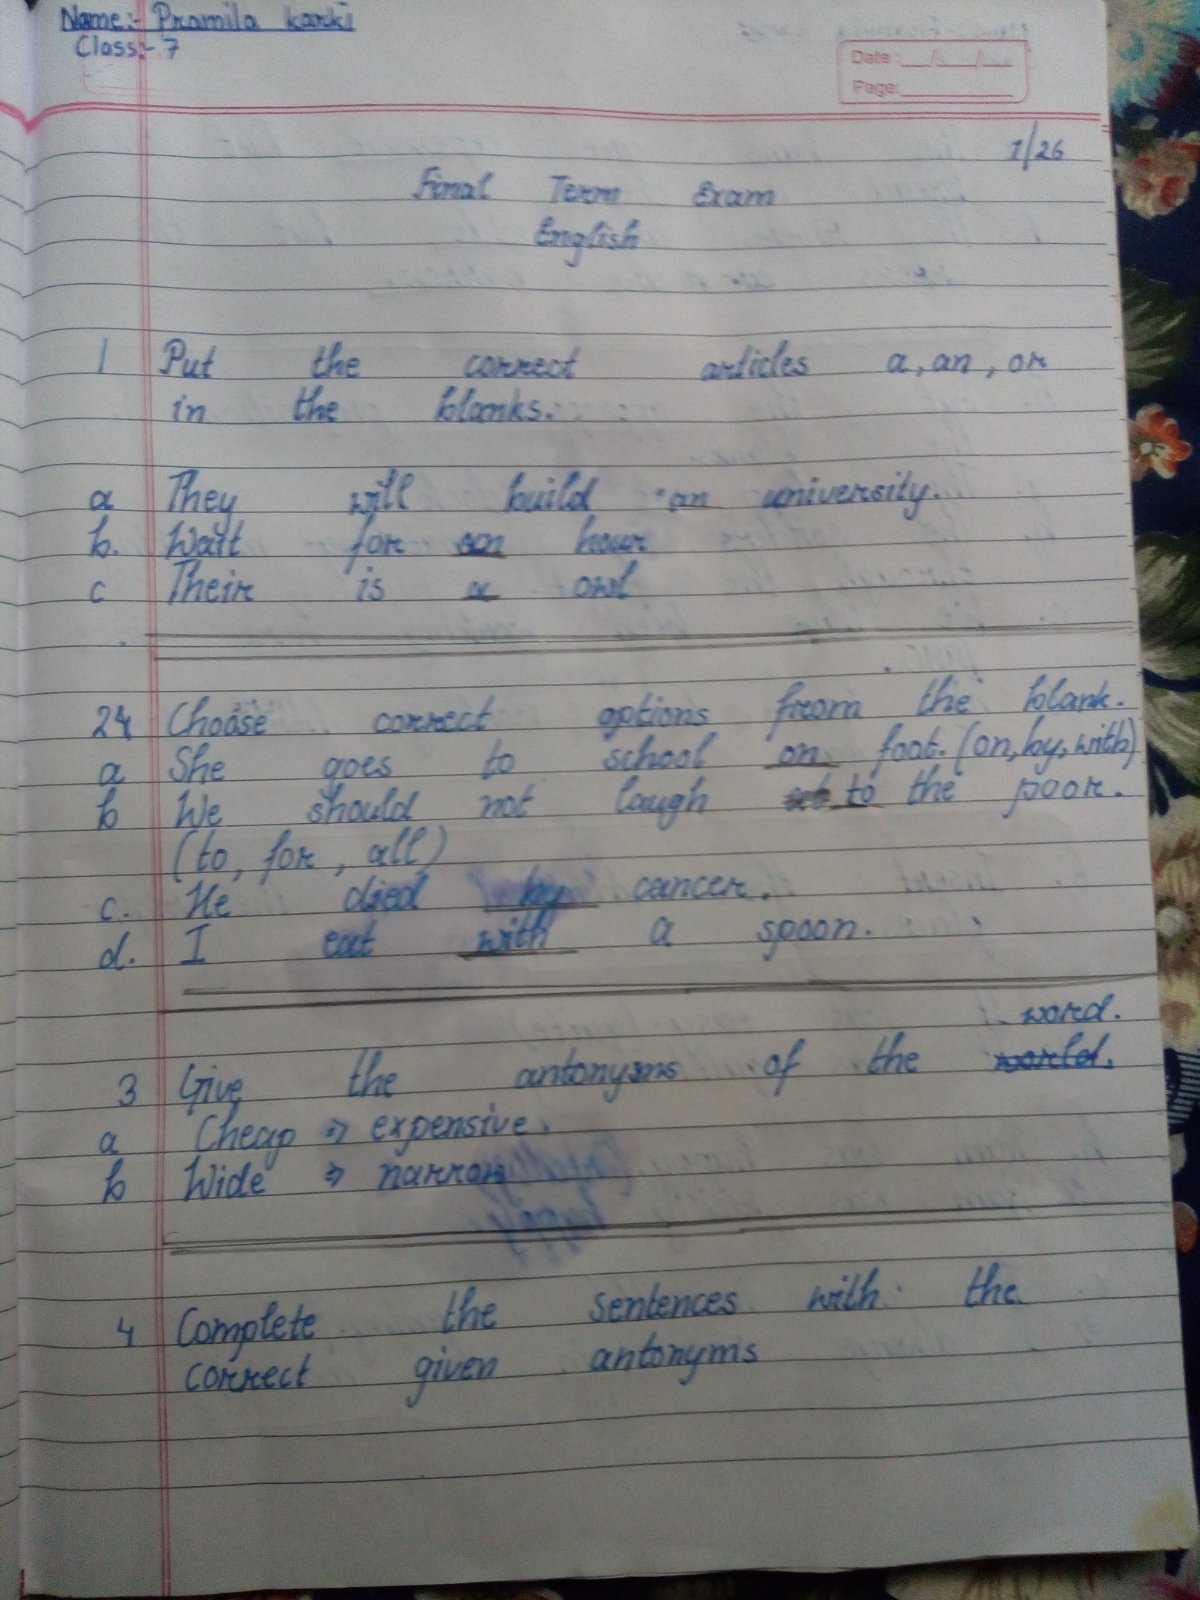 Name:- Pramila karki
Class:- 7
Date:__/__/__
Page:
1/26
Final Term Exam
English
1 Put the correct articles a, an, or
in the blanks.
a They will build an university.
b. Wait for an hour
c Their is a owl
24 Choose correct options from the blank.
a She goes to school on foot. (on, by, with)
b We should not laugh to the poor.
(to, for, all)
c. He died by cancer.
d. I eat with a spoon.
word.
3 Give the antonyms of the world.
a Cheap ⇒ expensive.
b Wide ⇒ narrow
4 Complete the sentences with the
correct given antonyms